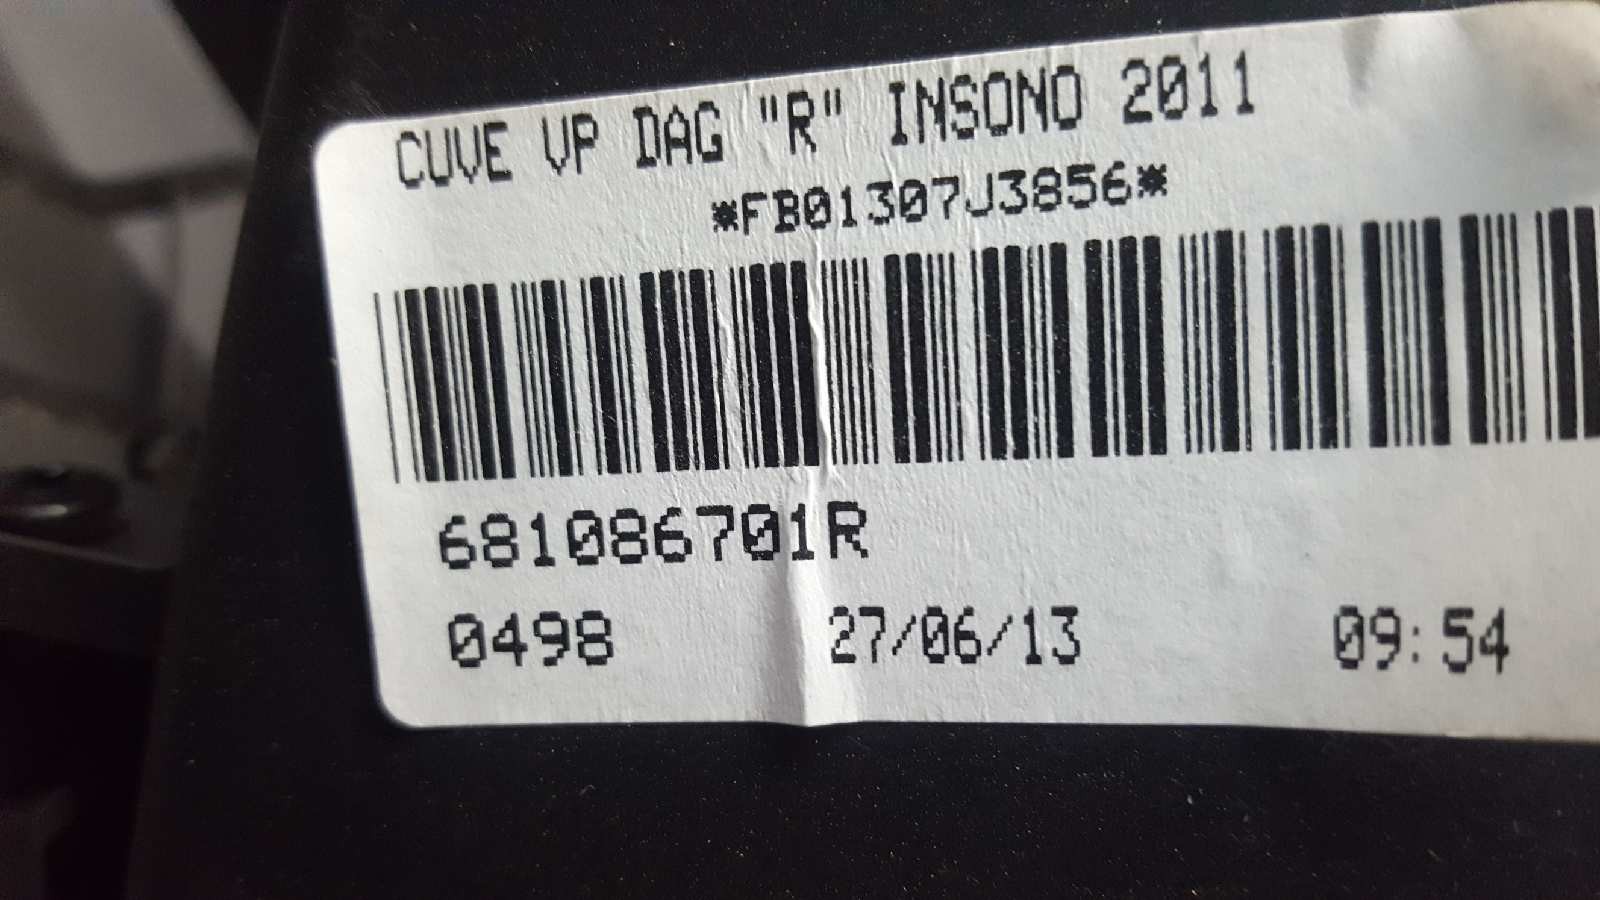 CUVE VP DAG "R" INSONO 2011
*FB01307J3856*
681086701R
0498 27/06/13 09:54